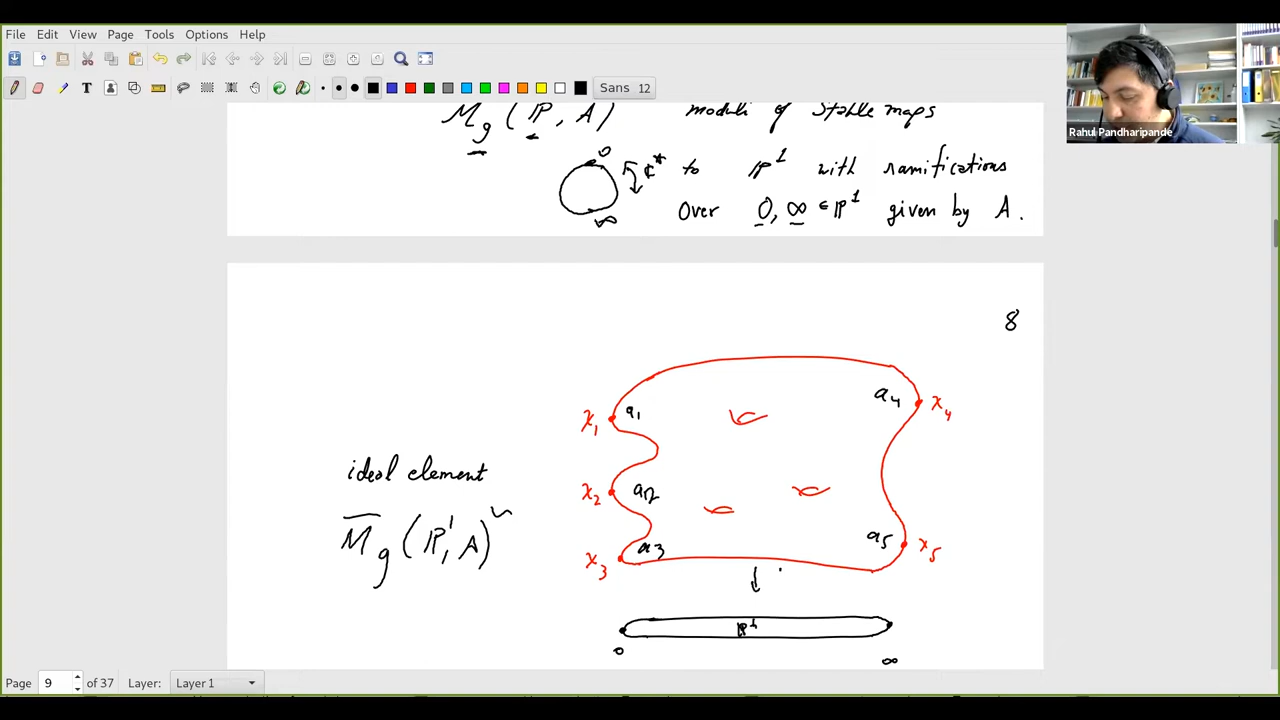 File Edit View Page Tools Options Help
Sans 12
Rahul Pandharipande
M_g (P, A) moduli of stable maps
0 ℂ* to ℙ¹ with ramifications
∞ Over 0, ∞ ∈ ℙ¹ given by A.
8
x₁ a₁ a₄ x₄
ideal element
x₂ a₂
M̅_g (ℙ¹, A)~
x₃ a₃ a₅ x₅
↓
ℙ¹
0 ∞
Page 9 of 37 Layer: Layer 1